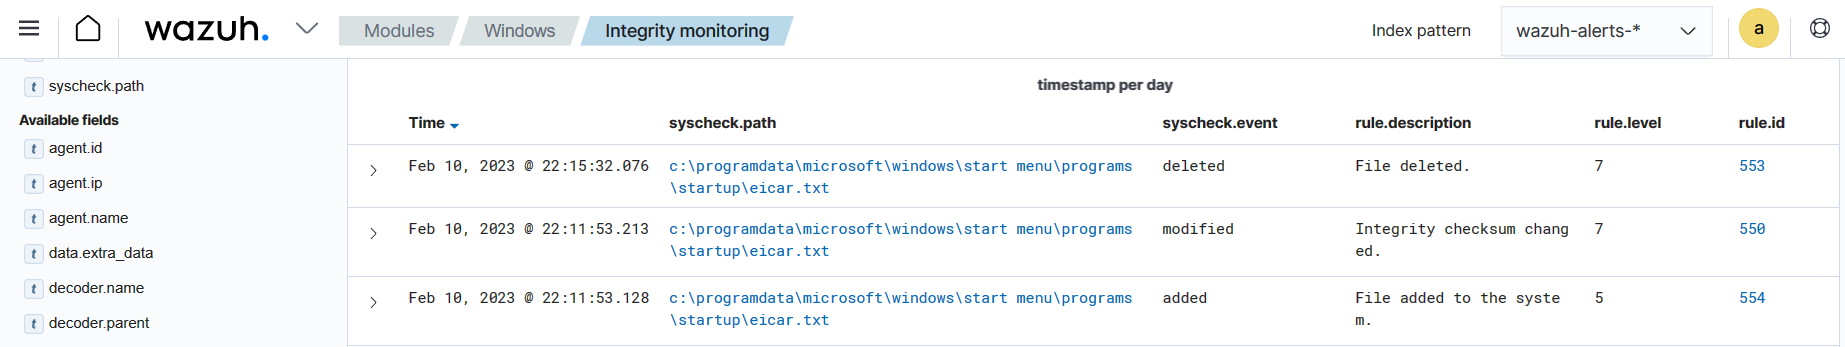 wazuh. Modules Windows Integrity monitoring Index pattern wazuh-alerts-* a
t syscheck.path
Available fields
t agent.id
t agent.ip
t agent.name
t data.extra_data
t decoder.name
t decoder.parent
timestamp per day
Time syscheck.path syscheck.event rule.description rule.level rule.id
Feb 10, 2023 @ 22:15:32.076 c:\programdata\microsoft\windows\start menu\programs deleted File deleted. 7 553
\startup\eicar.txt
Feb 10, 2023 @ 22:11:53.213 c:\programdata\microsoft\windows\start menu\programs modified Integrity checksum chang 7 550
\startup\eicar.txt ed.
Feb 10, 2023 @ 22:11:53.128 c:\programdata\microsoft\windows\start menu\programs added File added to the syste 5 554
\startup\eicar.txt m.